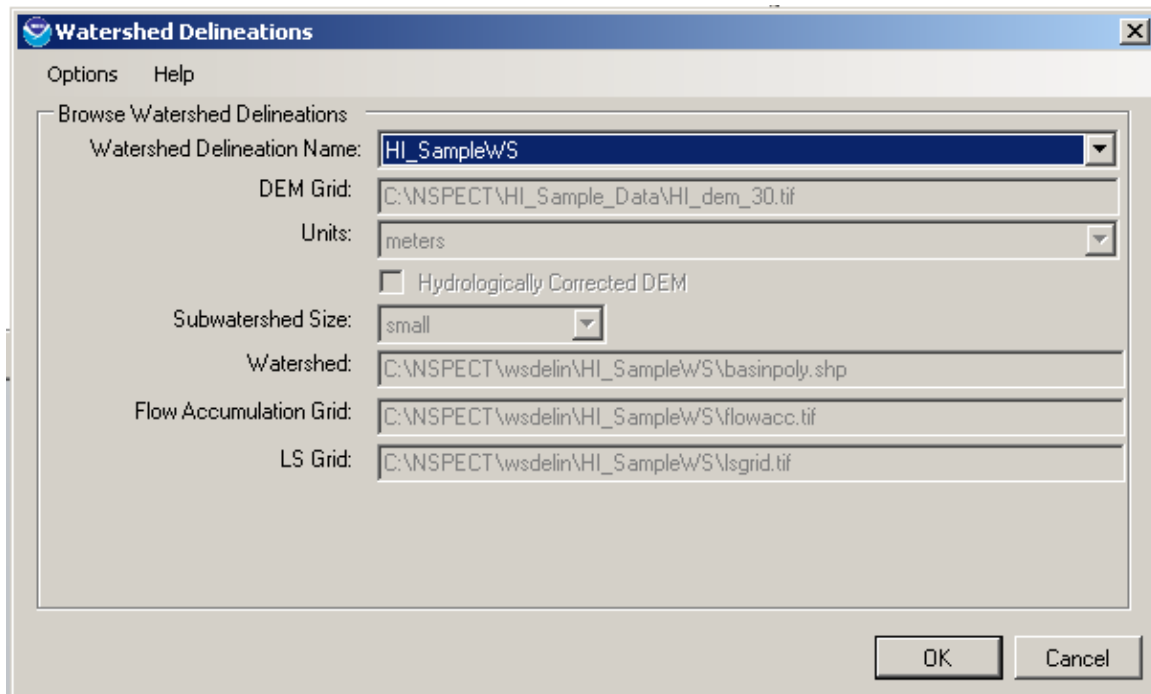 Watershed Delineations
Options Help
Browse Watershed Delineations
Watershed Delineation Name: HI_SampleWS
DEM Grid: C:\NSPECT\HI_Sample_Data\HI_dem_30.tif
Units: meters
Hydrologically Corrected DEM
Subwatershed Size: small
Watershed: C:\NSPECT\wsdelin\HI_SampleWS\basinpoly.shp
Flow Accumulation Grid: C:\NSPECT\wsdelin\HI_SampleWS\flowacc.tif
LS Grid: C:\NSPECT\wsdelin\HI_SampleWS\lsgrid.tif
OK Cancel